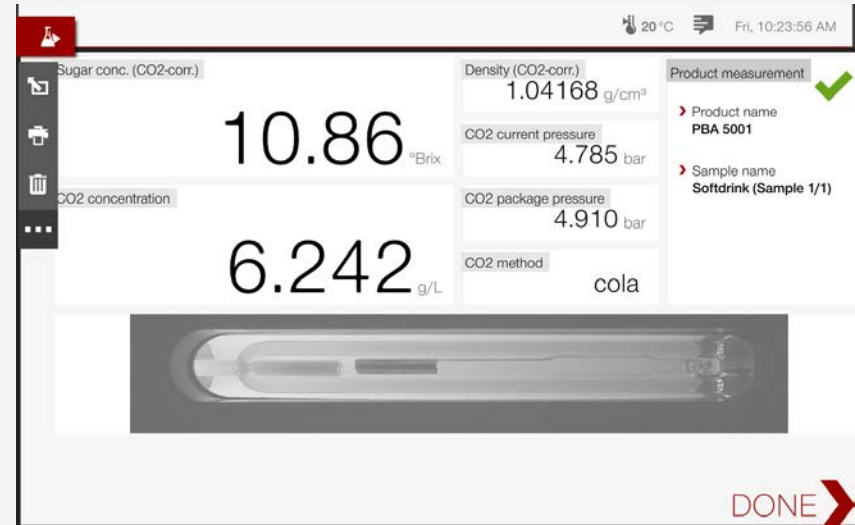 20 °C
Fri, 10:23:56 AM
Sugar conc. (CO2-corr.)
10.86 °Brix
CO2 concentration
6.242 g/L
Density (CO2-corr.)
1.04168 g/cm³
CO2 current pressure
4.785 bar
CO2 package pressure
4.910 bar
CO2 method
cola
Product measurement
Product name
PBA 5001
Sample name
Softdrink (Sample 1/1)
DONE